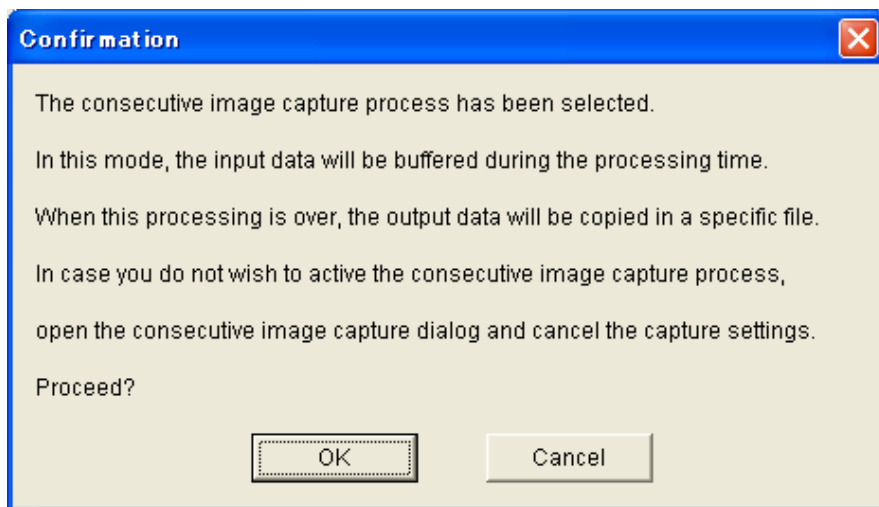 Confirmation
The consecutive image capture process has been selected.
In this mode, the input data will be buffered during the processing time.
When this processing is over, the output data will be copied in a specific file.
In case you do not wish to active the consecutive image capture process,
open the consecutive image capture dialog and cancel the capture settings.
Proceed?
OK
Cancel